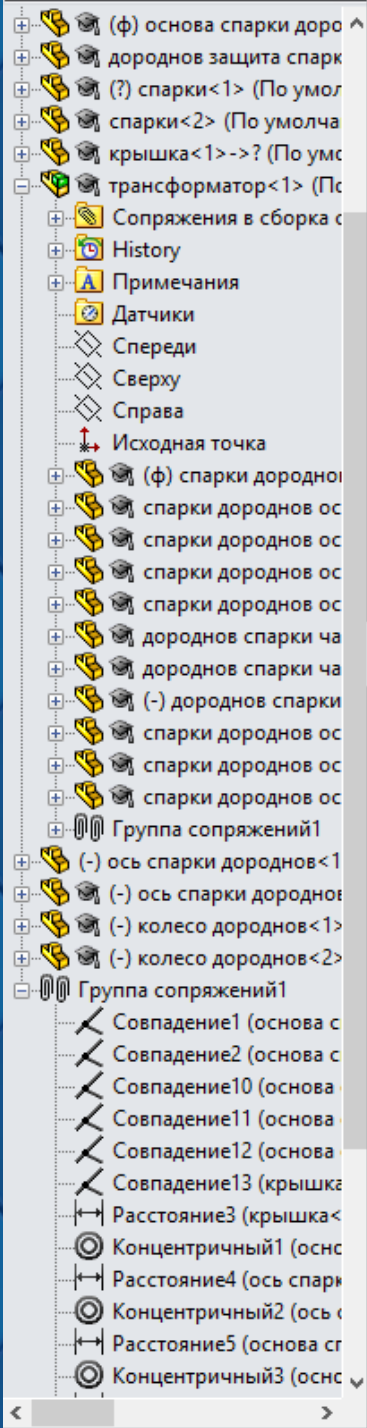 (ф) основа спарки доро
дороднов защита спарк
(?) спарки<1> (По умол
спарки<2> (По умолча
крышка<1>->? (По умо
трансформатор<1> (По
Сопряжения в сборка с
History
Примечания
Датчики
Спереди
Сверху
Справа
Исходная точка
(ф) спарки дороднов
спарки дороднов ос
спарки дороднов ос
спарки дороднов ос
спарки дороднов ос
дороднов спарки ча
дороднов спарки ча
(-) дороднов спарки
спарки дороднов ос
спарки дороднов ос
спарки дороднов ос
Группа сопряжений1
(-) ось спарки дороднов<1
(-) ось спарки дороднов
(-) колесо дороднов<1>
(-) колесо дороднов<2>
Группа сопряжений1
Совпадение1 (основа с
Совпадение2 (основа с
Совпадение10 (основа
Совпадение11 (основа
Совпадение12 (основа
Совпадение13 (крышка
Расстояние3 (крышка<
Концентричный1 (осно
Расстояние4 (ось спарк
Концентричный2 (ось с
Расстояние5 (основа сп
Концентричный3 (осно